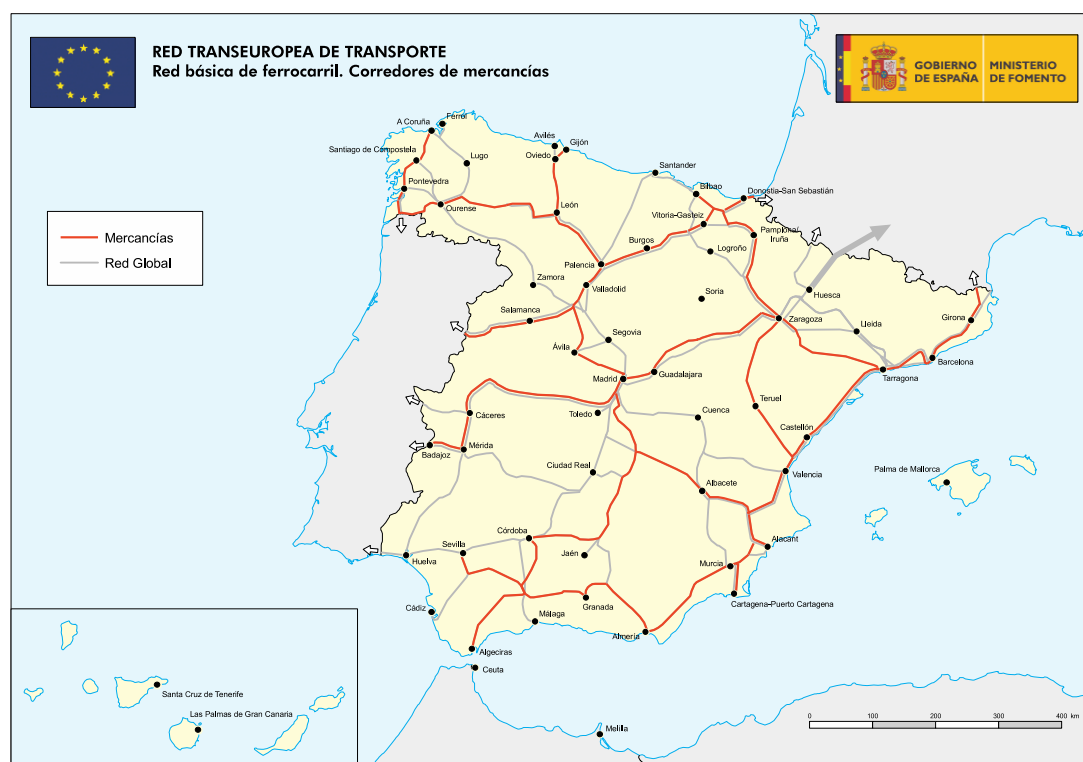 RED TRANSEUROPEA DE TRANSPORTE
Red básica de ferrocarril. Corredores de mercancías
GOBIERNO
DE ESPAÑA
MINISTERIO
DE FOMENTO
Mercancías
Red Global
A Coruña
Ferrol
Santiago de Compostela
Lugo
Pontevedra
Ourense
Avilés
Gijón
Oviedo
León
Santander
Bilbao
Donostia-San Sebastián
Vitoria-Gasteiz
Pamplona/
Iruña
Burgos
Logroño
Palencia
Zamora
Valladolid
Soria
Huesca
Salamanca
Zaragoza
Lleida
Girona
Segovia
Ávila
Barcelona
Madrid
Guadalajara
Tarragona
Teruel
Cáceres
Toledo
Cuenca
Castellón
Badajoz
Mérida
Ciudad Real
Valencia
Palma de Mallorca
Albacete
Córdoba
Sevilla
Jaén
Alacant
Huelva
Murcia
Cartagena-Puerto Cartagena
Granada
Cádiz
Málaga
Almería
Algeciras
Ceuta
Melilla
Santa Cruz de Tenerife
Las Palmas de Gran Canaria
0 100 200 300 400 km